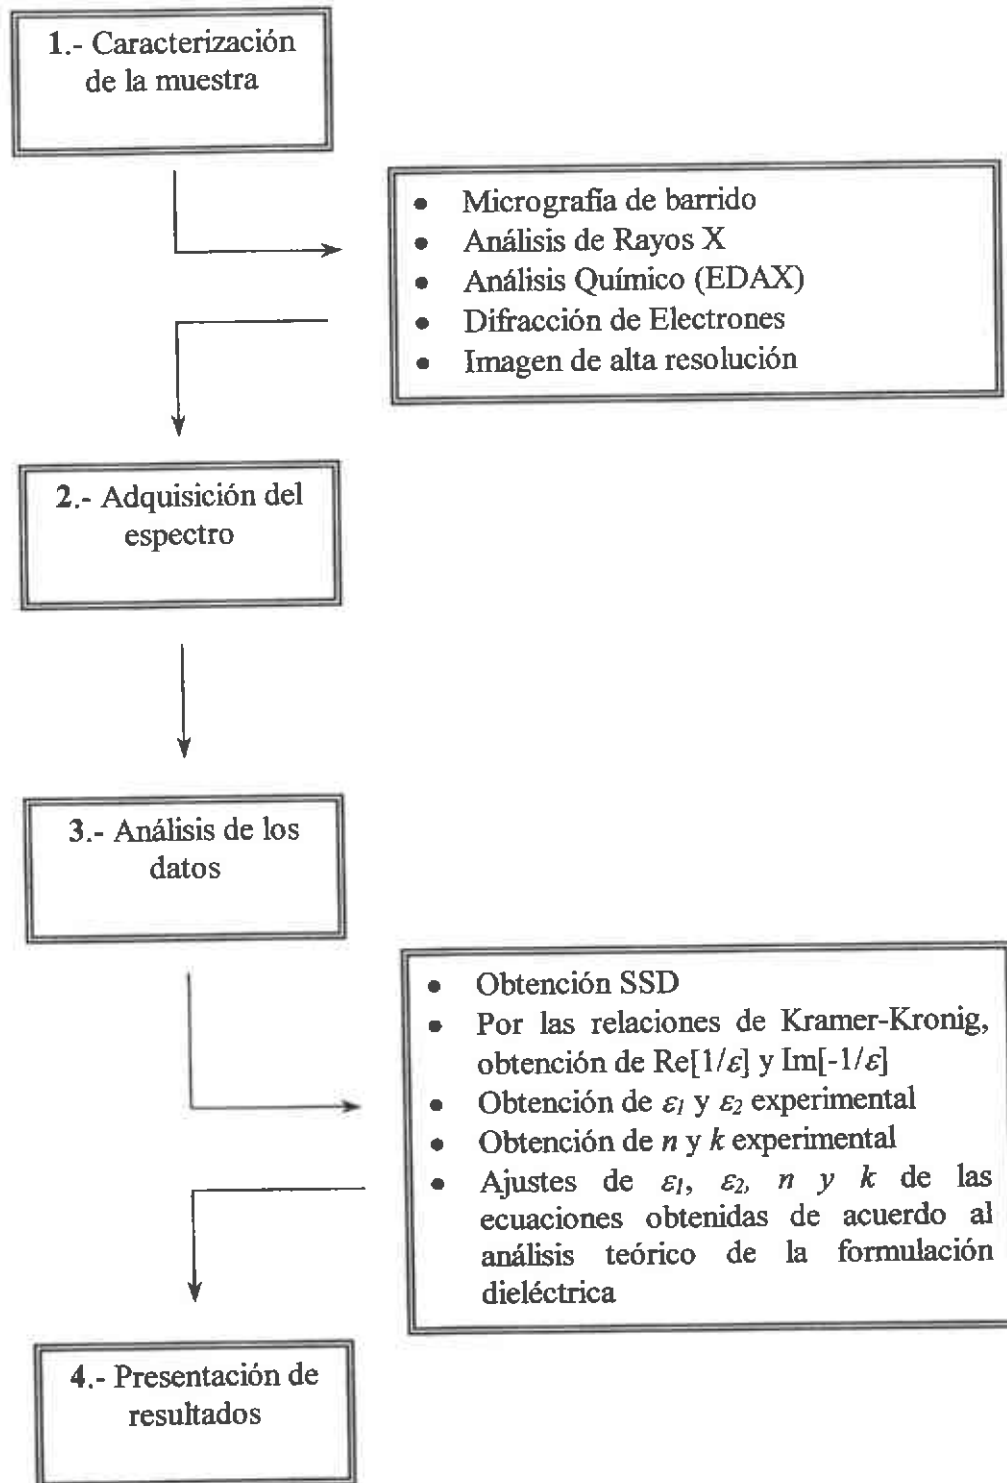 1.- Caracterización
de la muestra
• Micrografía de barrido
• Análisis de Rayos X
• Análisis Químico (EDAX)
• Difracción de Electrones
• Imagen de alta resolución
2.- Adquisición del
espectro
3.- Análisis de los
datos
• Obtención SSD
• Por las relaciones de Kramer-Kronig,
obtención de Re[1/ε] y Im[-1/ε]
• Obtención de ε₁ y ε₂ experimental
• Obtención de n y k experimental
• Ajustes de ε₁, ε₂, n y k de las
ecuaciones obtenidas de acuerdo al
análisis teórico de la formulación
dieléctrica
4.- Presentación de
resultados